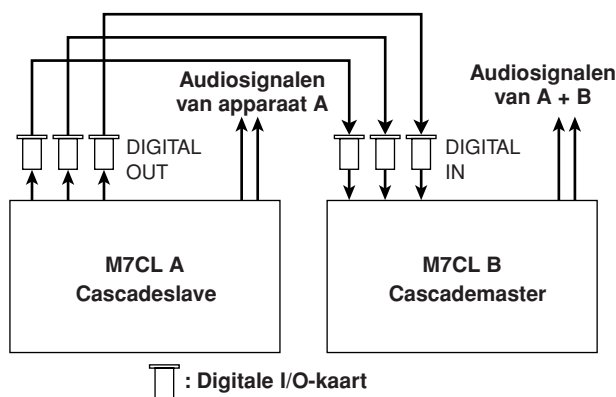 Audiosignalen
van apparaat A
Audiosignalen
van A + B
DIGITAL
OUT
DIGITAL
IN
M7CL A
Cascadeslave
M7CL B
Cascademaster
: Digitale I/O-kaart